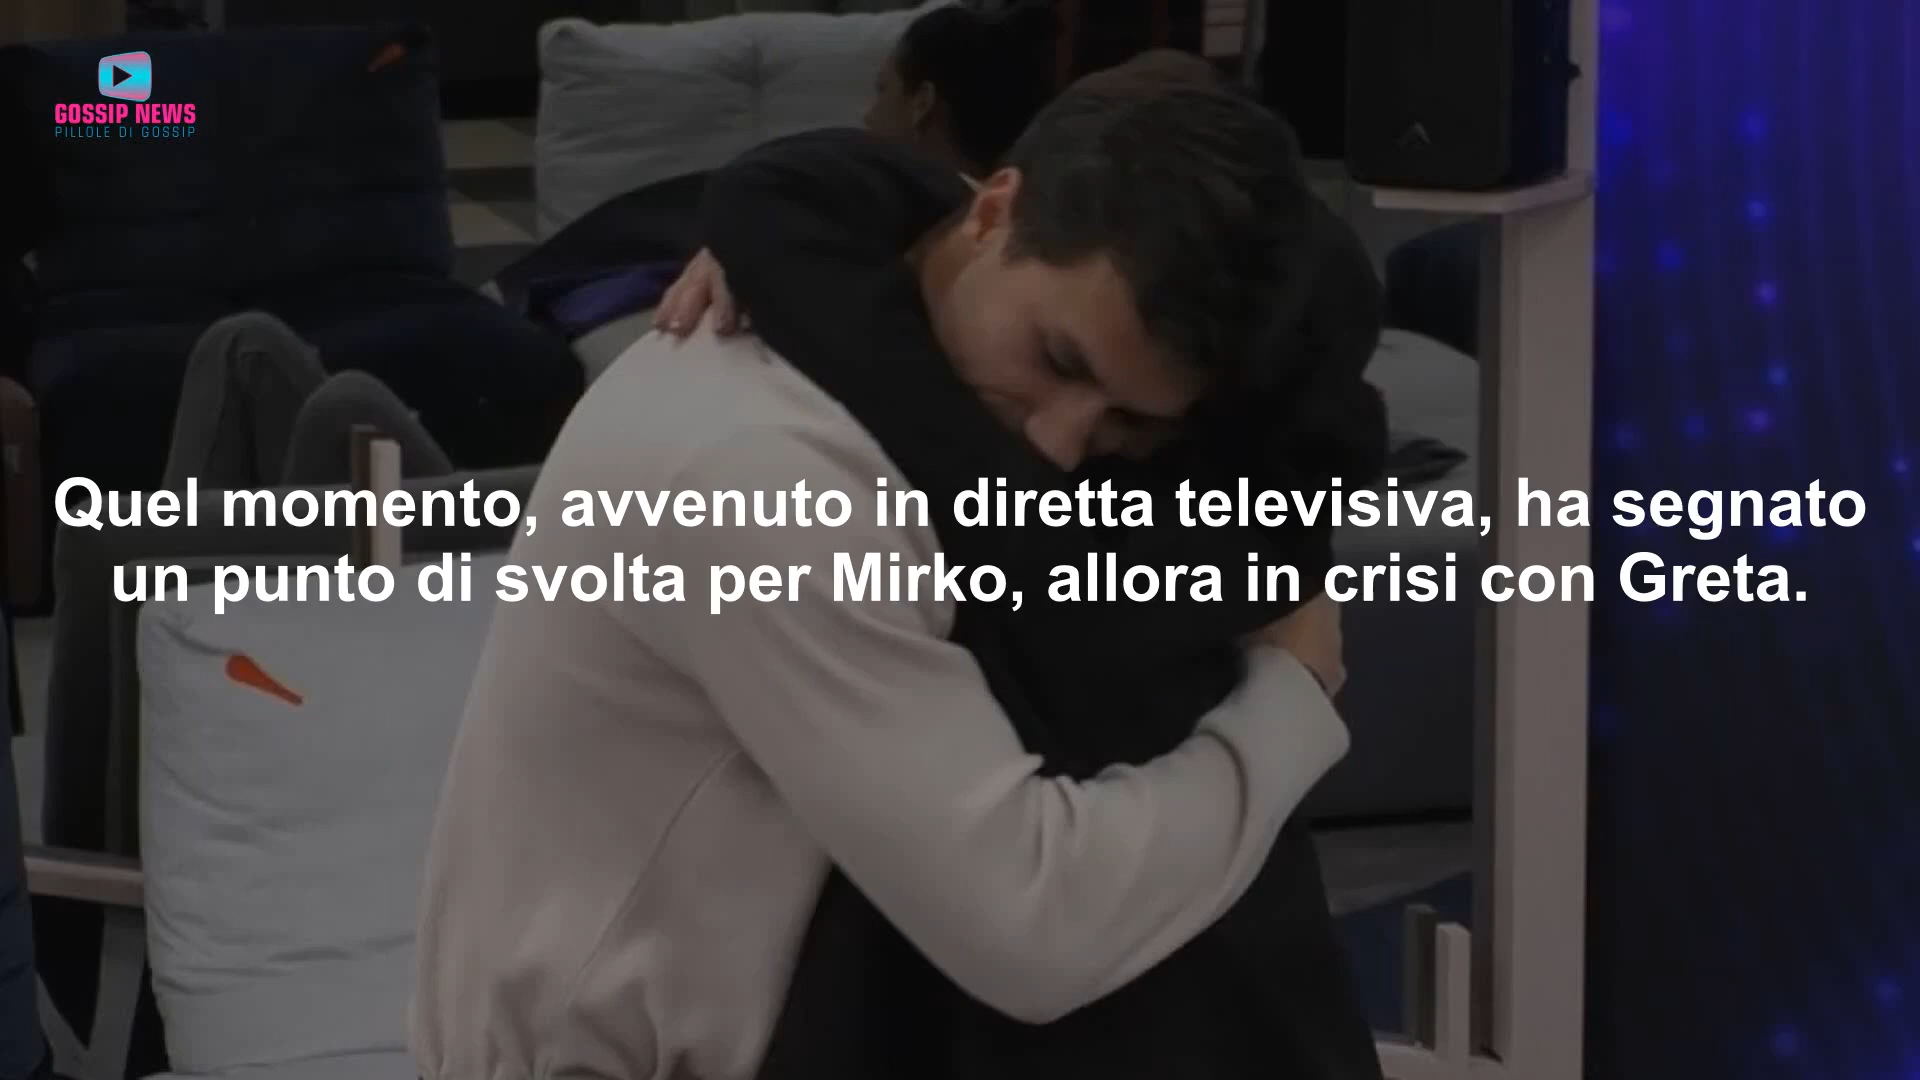 GOSSIP NEWS
PILLOLE DI GOSSIP
Quel momento, avvenuto in diretta televisiva, ha segnato
un punto di svolta per Mirko, allora in crisi con Greta.